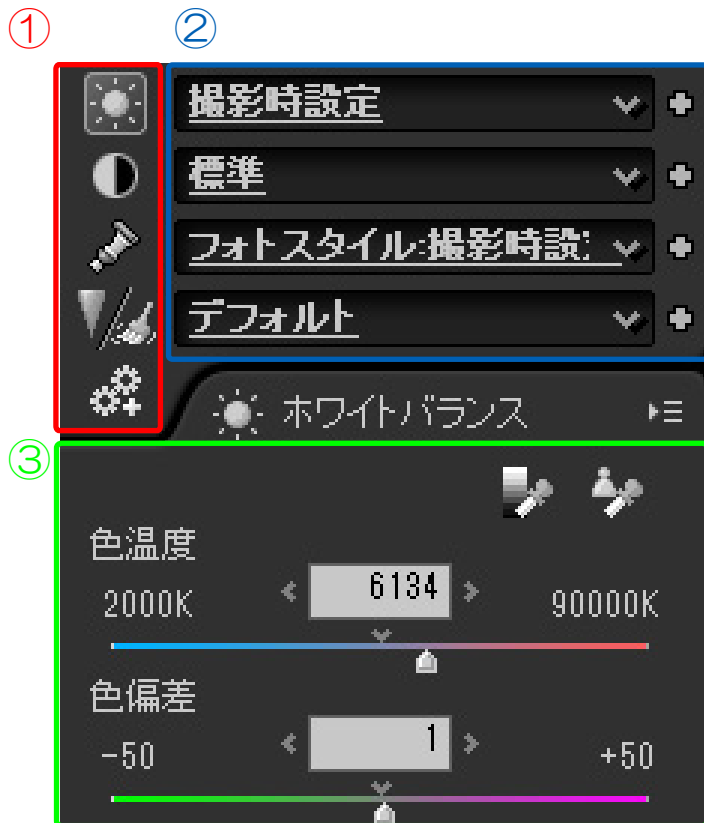 ① ②
撮影時設定
標準
フォトスタイル:撮影時設
デフォルト
ホワイトバランス
③
色温度
2000K 6134 90000K
色偏差
-50 1 +50